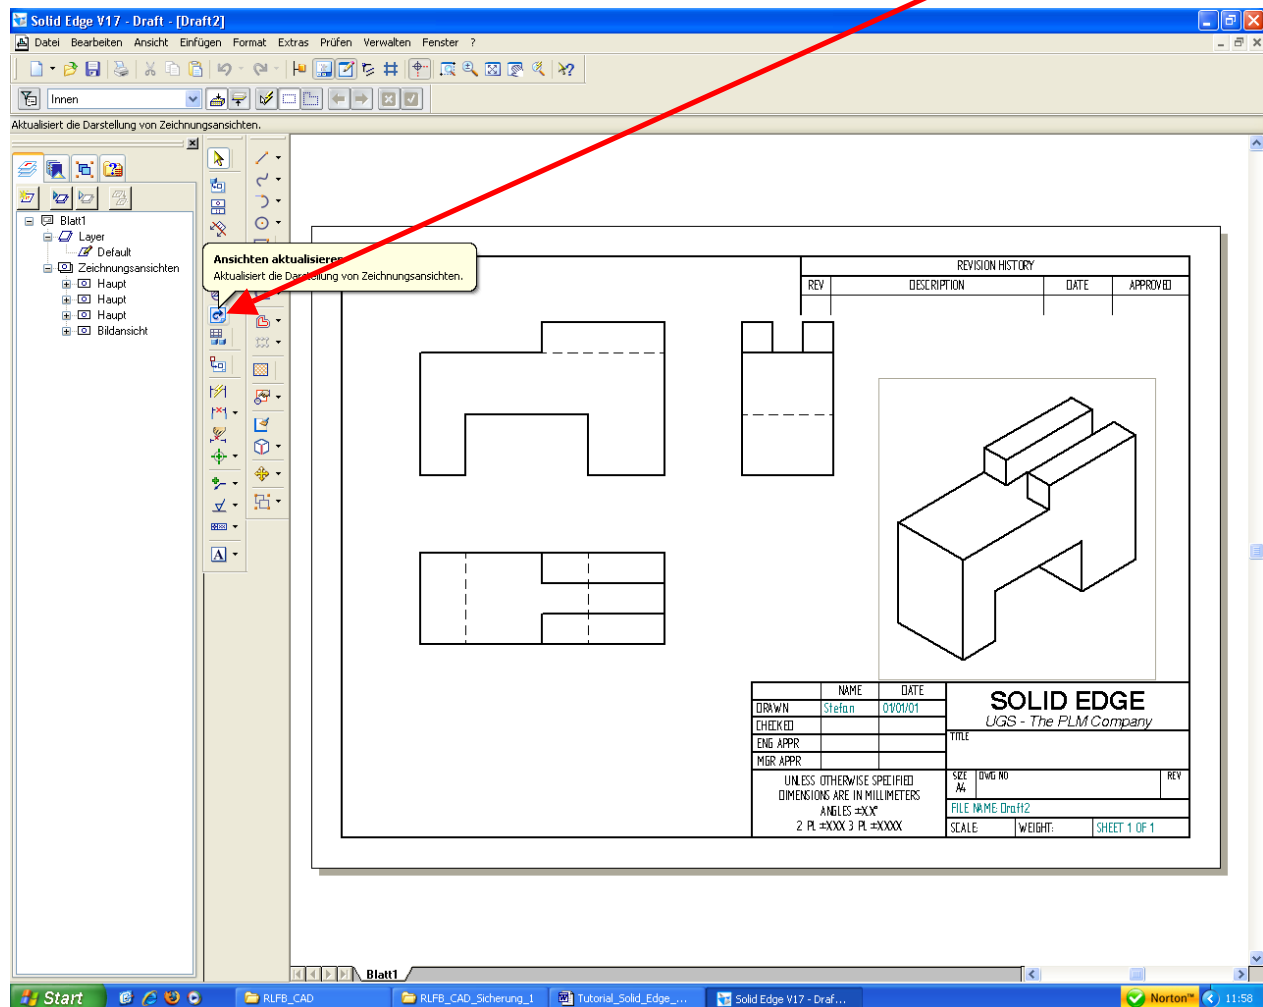 Solid Edge V17 - Draft - [Draft2]
Datei Bearbeiten Ansicht Einfügen Format Extras Prüfen Verwalten Fenster ?
Innen
Aktualisiert die Darstellung von Zeichnungsansichten.
Blatt1
Layer
Default
Zeichnungsansichten
Haupt
Haupt
Haupt
Bildansicht
Ansichten aktualisieren
Aktualisiert die Darstellung von Zeichnungsansichten.
A
REVISION HISTORY
REV DESCRIPTION DATE APPROVED
NAME DATE
DRAWN Stefan 01/01/01
CHECKED
ENG APPR
MGR APPR
UNLESS OTHERWISE SPECIFIED
DIMENSIONS ARE IN MILLIMETERS
ANGLES ±X.X°
2 PL ±X.XX 3 PL ±X.XXX
SOLID EDGE
UGS - The PLM Company
TITLE
SIZE DWG NO REV
A4
FILE NAME: Draft2
SCALE: WEIGHT: SHEET 1 OF 1
Blatt1
Start RLFB_CAD RLFB_CAD_Sicherung_1 Tutorial_Solid_Edge_... Solid Edge V17 - Draf... Norton™ 11:58